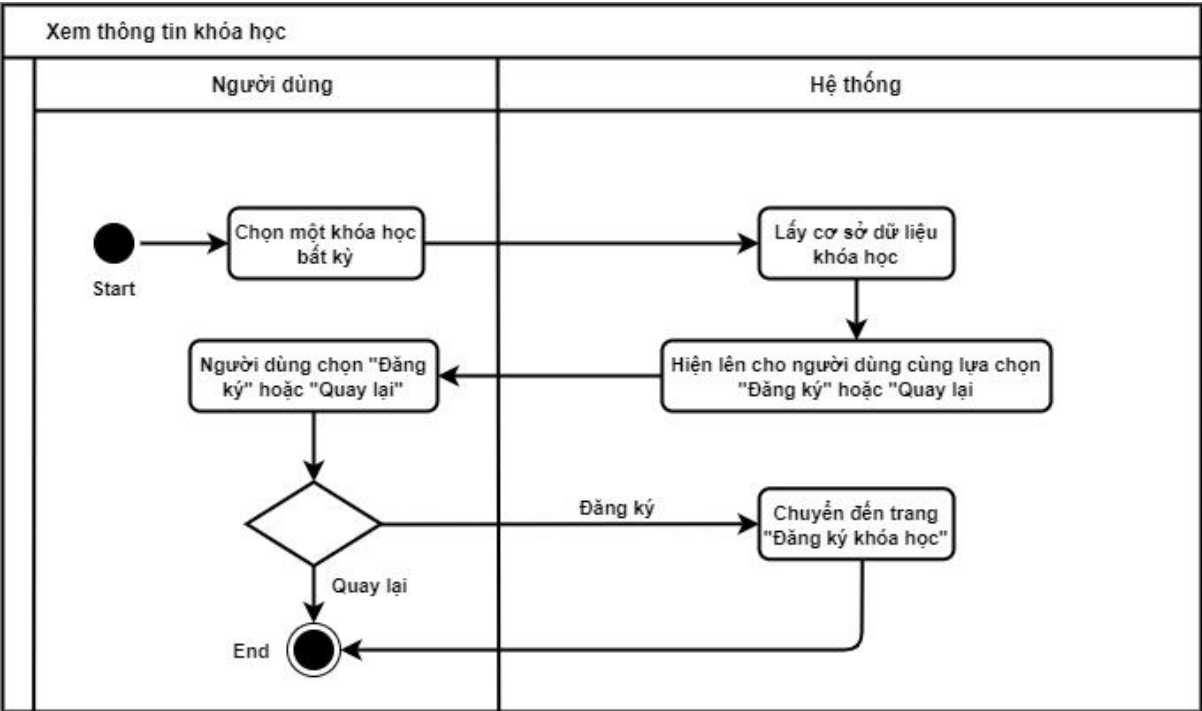 Xem thông tin khóa học
Người dùng
Hệ thống
Chọn một khóa học
bất kỳ
Lấy cơ sở dữ liệu
khóa học
Start
Người dùng chọn "Đăng
ký" hoặc "Quay lại"
Hiện lên cho người dùng cùng lựa chọn
"Đăng ký" hoặc "Quay lại
Đăng ký
Chuyển đến trang
"Đăng ký khóa học"
Quay lại
End